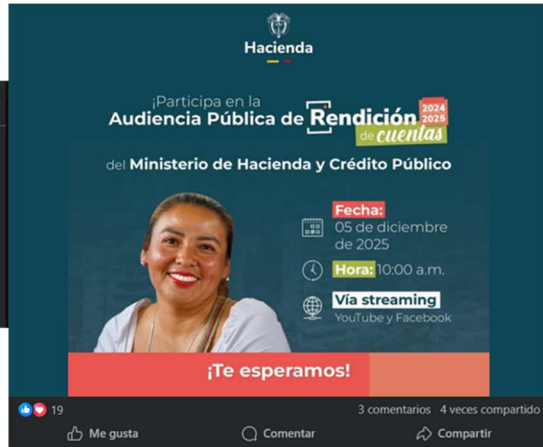 Hacienda
¡Participa en la
Audiencia Pública de Rendición 2024 2025
de cuentas
del Ministerio de Hacienda y Crédito Público
Fecha:
05 de diciembre
de 2025
Hora: 10:00 a.m.
Vía streaming
YouTube y Facebook
¡Te esperamos!
19
3 comentarios 4 veces compartido
Me gusta Comentar Compartir